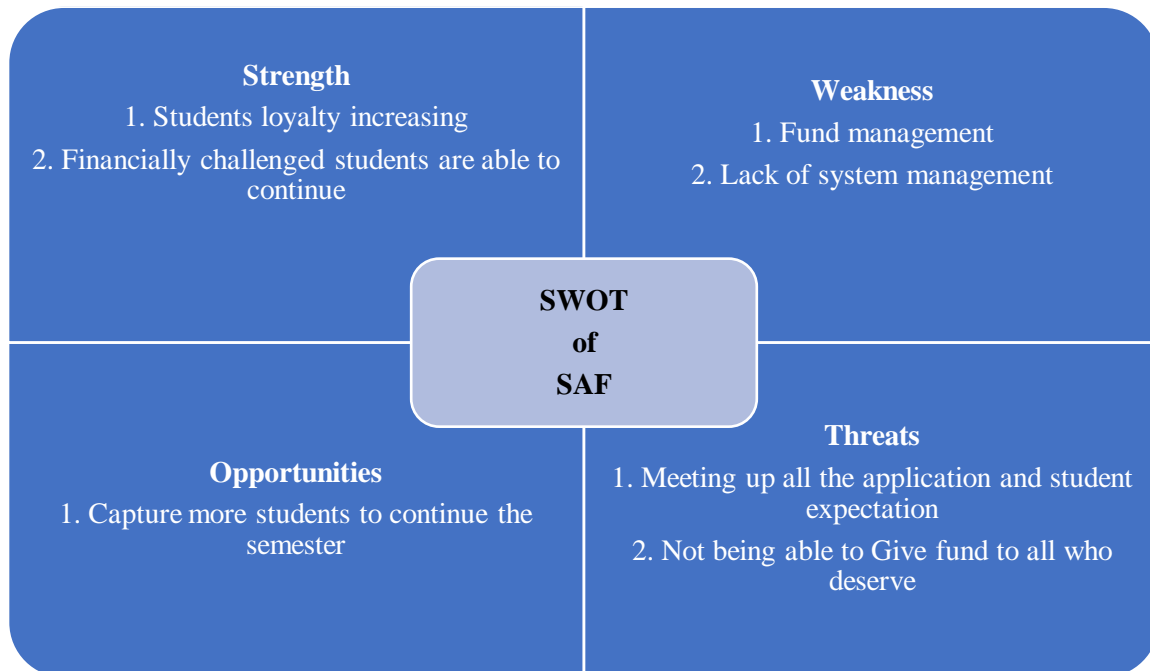 Strength
1. Students loyalty increasing
2. Financially challenged students are able to
continue
Weakness
1. Fund management
2. Lack of system management
SWOT
of
SAF
Opportunities
1. Capture more students to continue the
semester
Threats
1. Meeting up all the application and student
expectation
2. Not being able to Give fund to all who
deserve